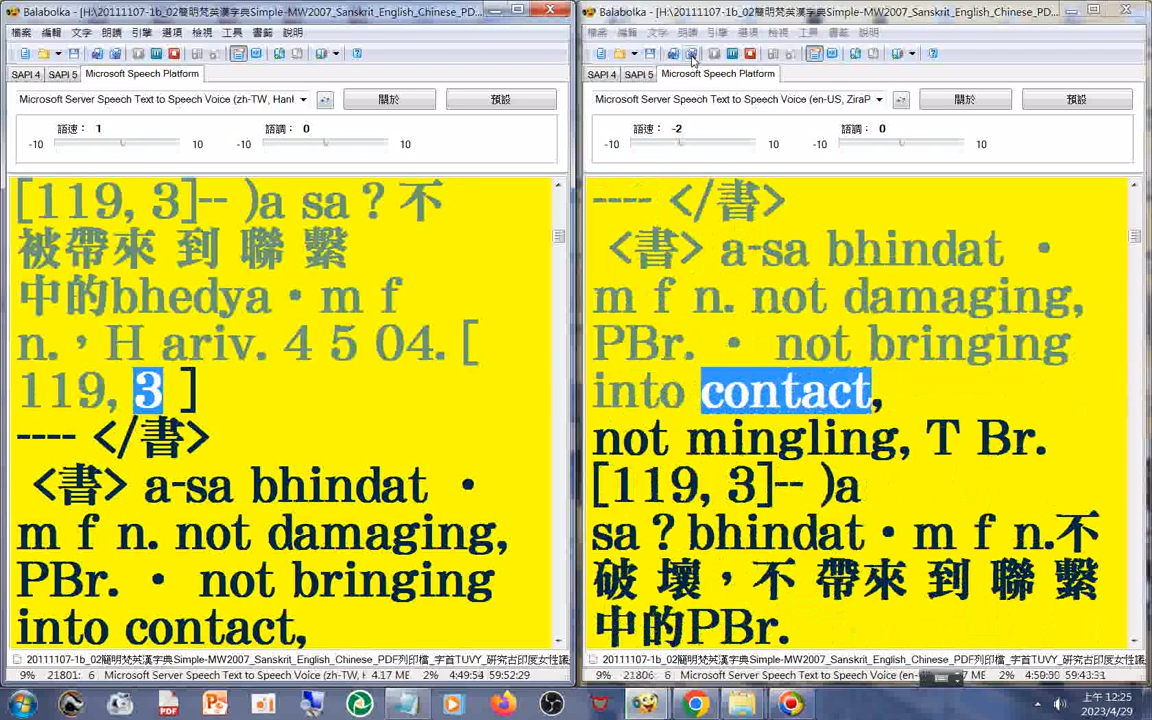 Balabolka - [H:\20111107-1b_02簡明梵英漢字典Simple-MW2007_Sanskrit_English_Chinese_PD...
檔案 編輯 文字 朗讀 引擎 選項 檢視 工具 書籤 說明
SAPI 4 SAPI 5 Microsoft Speech Platform
Microsoft Server Speech Text to Speech Voice (zh-TW, HanI
關於 預設
語速： 1 語調： 0
-10 10 -10 10
[119, 3]-- )a sa？不
被帶來 到 聯 繫
中的bhedya・m f
n.，H ariv. 4 5 04. [
119, 3 ]
---- </書>
<書> a-sa bhindat ・
m f n. not damaging,
PBr. ・ not bringing
into contact,
20111107-1b_02簡明梵英漢字典Simple-MW2007_Sanskrit_English_Chinese_PDF列印檔_字首TUVY_研究古印度女性議
9% 21801: 6 Microsoft Server Speech Text to Speech Voice (zh-TW, H 4.17 ME 2% 4:49:54 59:52:29
Balabolka - [H:\20111107-1b_02簡明梵英漢字典Simple-MW2007_Sanskrit_English_Chinese_PDF...
檔案 編輯 文字 朗讀 引擎 選項 檢視 工具 書籤 說明
SAPI 4 SAPI 5 Microsoft Speech Platform
Microsoft Server Speech Text to Speech Voice (en-US, ZiraP
關於 預設
語速： -2 語調： 0
-10 10 -10 10
---- </書>
<書> a-sa bhindat ・
m f n. not damaging,
PBr. ・ not bringing
into contact,
not mingling, T Br.
[119, 3]-- )a
sa？bhindat・m f n.不
破 壞，不 帶來 到 聯 繫
中的PBr.
20111107-1b_02簡明梵英漢字典Simple-MW2007_Sanskrit_English_Chinese_PDF列印檔_字首TUVY_研究古印度女性議
9% 21806: 6 Microsoft Server Speech Text to Speech Voice 4.17 ME 2%
上午 12:25
2023/4/29